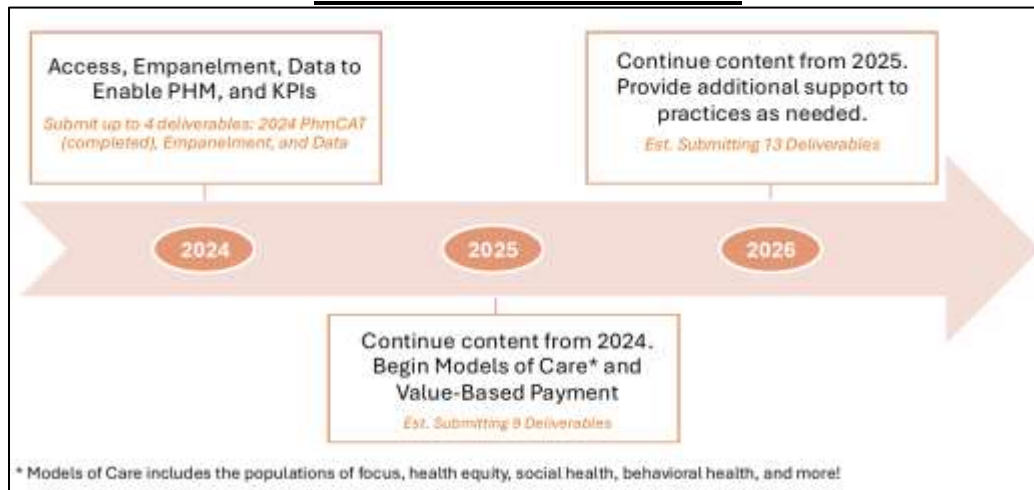 Access, Empanelment, Data to
Enable PHM, and KPIs
Submit up to 4 deliverables: 2024 PhmCAT
(completed), Empanelment, and Data
Continue content from 2025.
Provide additional support to
practices as needed.
Est. Submitting 13 Deliverables
2024
2025
2026
Continue content from 2024.
Begin Models of Care* and
Value-Based Payment
Est. Submitting 9 Deliverables
* Models of Care includes the populations of focus, health equity, social health, behavioral health, and more!